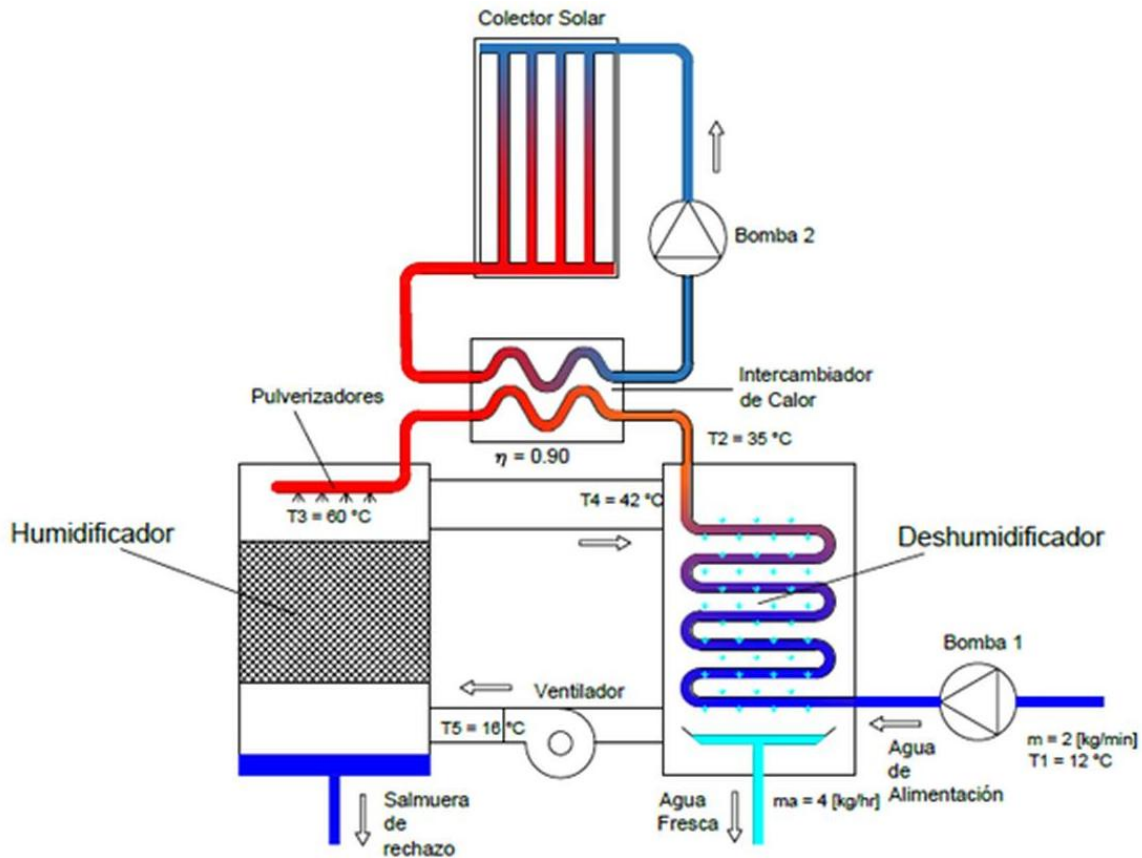 Colector Solar
Bomba 2
Intercambiador
de Calor
Pulverizadores
T2 = 35 °C
η = 0.90
T4 = 42 °C
T3 = 60 °C
Humidificador
Deshumidificador
Bomba 1
Ventilador
T5 = 16 °C
m = 2 [kg/min]
T1 = 12 °C
Agua
de
Alimentación
Salmuera
de
rechazo
Agua
Fresca
ma = 4 [kg/hr]